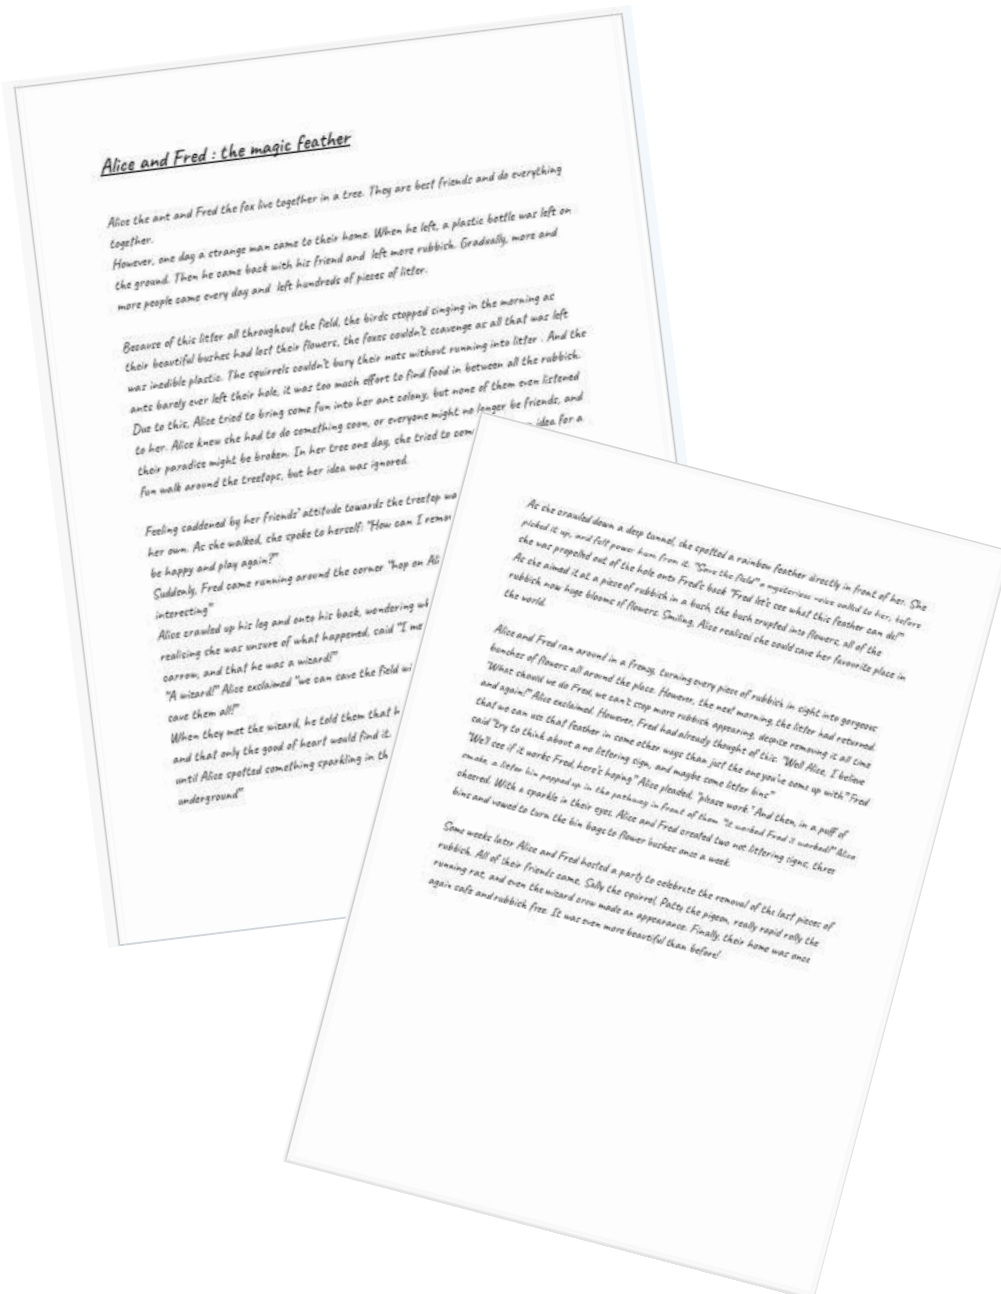 Alice and Fred : the magic feather
Alice the ant and Fred the fox live together in a tree. They are best friends and do everything
together.
However, one day a strange man came to their home. When he left, a plastic bottle was left on
the ground. Then he came back with his friend and left more rubbish. Gradually, more and
more people came every day and left hundreds of pieces of litter.
Because of this litter all throughout the field, the birds stopped singing in the morning as
their beautiful bushes had lost their flowers, the foxes couldn't scavenge as all that was left
was inedible plastic. The squirrels couldn't bury their nuts without running into litter . And the
ants barely ever left their hole, it was too much effort to find food in between all the rubbish.
Due to this, Alice tried to bring some fun into her ant colony, but none of them even listened
to her. Alice knew she had to do something soon, or everyone might no longer be friends, and
their paradise might be broken. In her tree one day, she tried to com idea for a
fun walk around the treetops, but her idea was ignored.
Feeling saddened by her friends' attitude towards the treetop wa
her own. As she walked, she spoke to herself: "How can I remo
be happy and play again?"
Suddenly, Fred came running around the corner "hop on Ali
interesting"
Alice crawled up his leg and onto his back, wondering wh
realising she was unsure of what happened, said "I me
carrow, and that he was a wizard!"
"A wizard!" Alice exclaimed "we can save the field wi
save them all!"
When they met the wizard, he told them that h
and that only the good of heart would find it.
until Alice spotted something sparkling in th
underground"
As she crawled down a deep tunnel, she spotted a rainbow feather directly in front of her. She
picked it up, and felt power hum from it. "Save the field" a mysterious voice called to her, before
she was propelled out of the hole onto Fred's back "Fred let's see what this feather can do!"
As she aimed it at a piece of rubbish in a bush, the bush erupted into flowers, all of the
rubbish now huge blooms of flowers. Smiling, Alice realised she could save her favourite place in
the world.
Alice and Fred ran around in a frenzy, turning every piece of rubbish in sight into gorgeous
bunches of flowers all around the place. However, the next morning, the litter had returned.
"What should we do Fred, we can't stop more rubbish appearing, despite removing it all time
and again!" Alice exclaimed. However, Fred had already thought of this. "Well Alice, I believe
that we can use that feather in some other ways than just the one you've come up with" Fred
said "try to think about a no littering sign, and maybe some litter bins"
"We'll see if it works Fred, here's hoping" Alice pleaded, "please work." And then, in a puff of
smoke, a litter bin popped up in the pathway in front of them "it worked Fred it worked!" Alice
cheered. With a sparkle in their eyes, Alice and Fred created two not littering signs, three
bins and vowed to turn the bin bags to flower bushes once a week.
Some weeks later Alice and Fred hosted a party to celebrate the removal of the last pieces of
rubbish. All of their friends came, Sally the squirrel, Patty the pigeon, really rapid rolly the
running rat, and even the wizard crow made an appearance. Finally, their home was once
again safe and rubbish free. It was even more beautiful than before!